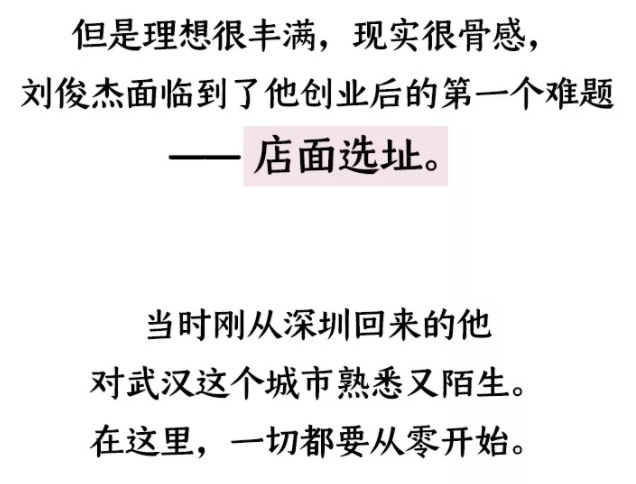 但是理想很丰满，现实很骨感，
刘俊杰面临到了他创业后的第一个难题
——店面选址。
当时刚从深圳回来的他
对武汉这个城市熟悉又陌生。
在这里，一切都要从零开始。